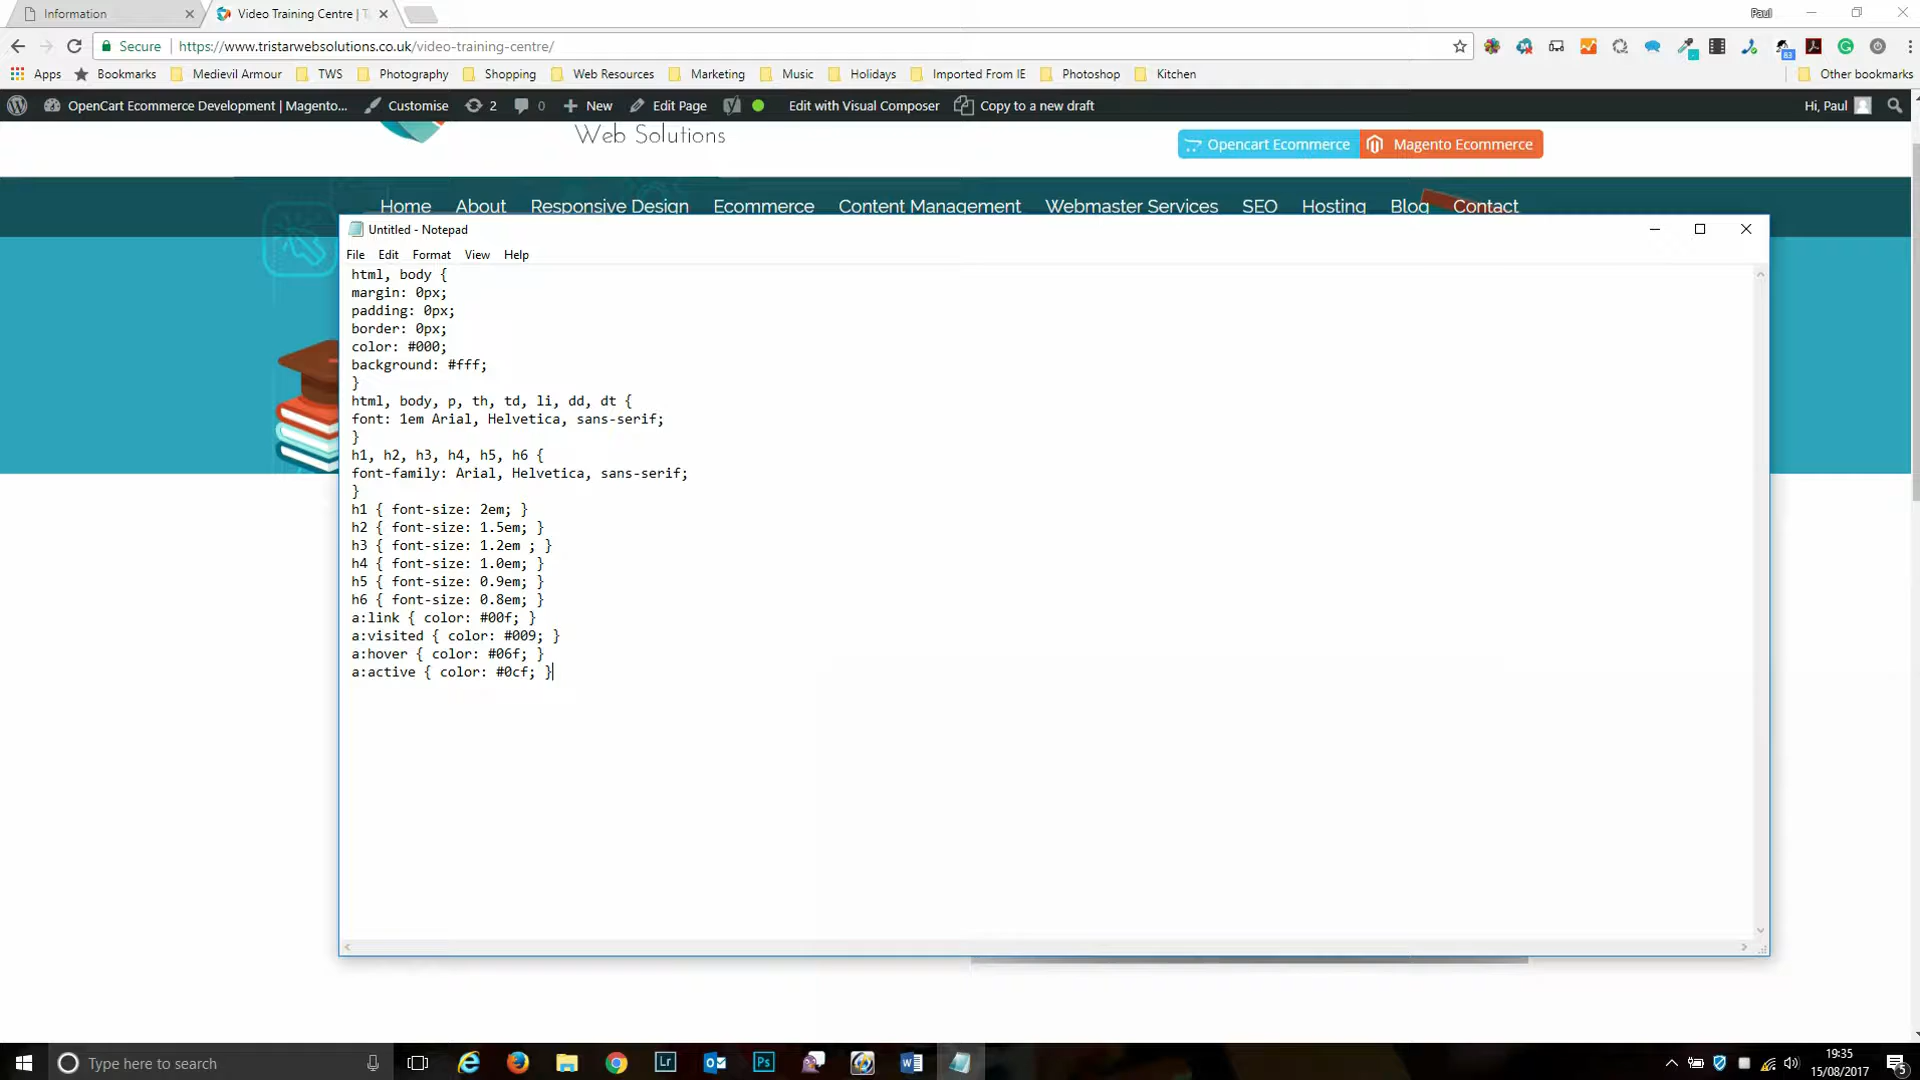 Information
Video Training Centre | T
Paul
Secure
https://www.tristarwebsolutions.co.uk/video-training-centre/
83
Apps
Bookmarks
Medievil Armour
TWS
Photography
Shopping
Web Resources
Marketing
Music
Holidays
Imported From IE
Photoshop
Kitchen
Other bookmarks
OpenCart Ecommerce Development | Magento...
Customise
2
0
New
Edit Page
Edit with Visual Composer
Copy to a new draft
Hi, Paul
Web Solutions
Opencart Ecommerce
Magento Ecommerce
Home
About
Responsive Design
Ecommerce
Content Management
Webmaster Services
SEO
Hosting
Blog
Contact
Untitled - Notepad
File
Edit
Format
View
Help
html, body {
margin: 0px;
padding: 0px;
border: 0px;
color: #000;
background: #fff;
}
html, body, p, th, td, li, dd, dt {
font: 1em Arial, Helvetica, sans-serif;
}
h1, h2, h3, h4, h5, h6 {
font-family: Arial, Helvetica, sans-serif;
}
h1 { font-size: 2em; }
h2 { font-size: 1.5em; }
h3 { font-size: 1.2em ; }
h4 { font-size: 1.0em; }
h5 { font-size: 0.9em; }
h6 { font-size: 0.8em; }
a:link { color: #00f; }
a:visited { color: #009; }
a:hover { color: #06f; }
a:active { color: #0cf; }
Type here to search
Lr
Ps
19:35
15/08/2017
5